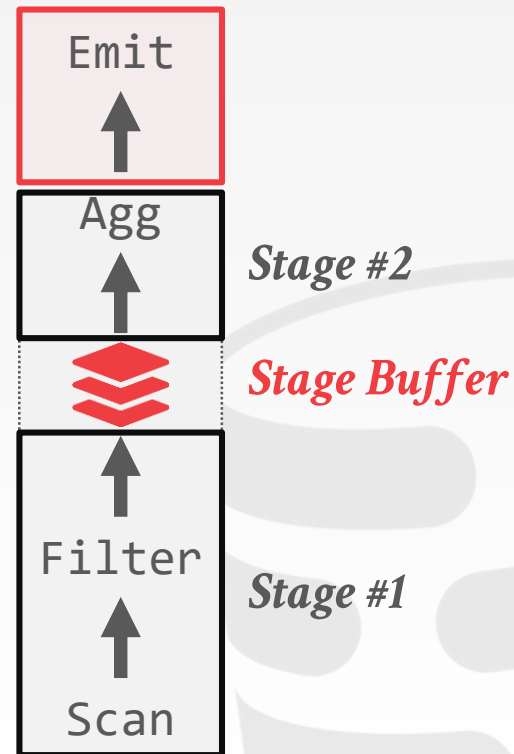 Emit
Agg
Stage #2
Stage Buffer
Filter
Stage #1
Scan